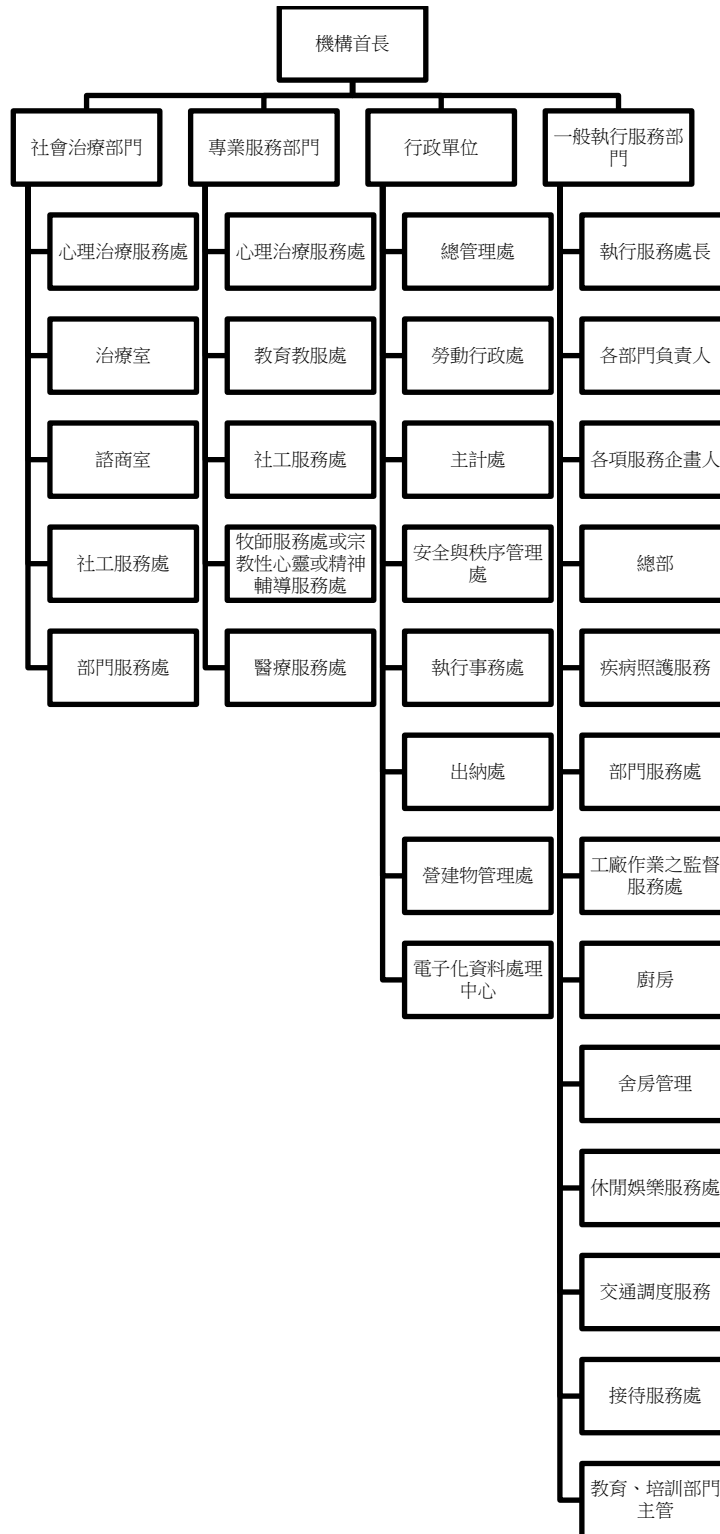 機構首長
社會治療部門
專業服務部門
行政單位
一般執行服務部
門
心理治療服務處
治療室
諮商室
社工服務處
部門服務處
心理治療服務處
教育教服處
社工服務處
牧師服務處或宗
教性心靈或精神
輔導服務處
醫療服務處
總管理處
勞動行政處
主計處
安全與秩序管理
處
執行事務處
出納處
營建物管理處
電子化資料處理
中心
執行服務處長
各部門負責人
各項服務企畫人
總部
疾病照護服務
部門服務處
工廠作業之監督
服務處
廚房
舍房管理
休閒娛樂服務處
交通調度服務
接待服務處
教育、培訓部門
主管